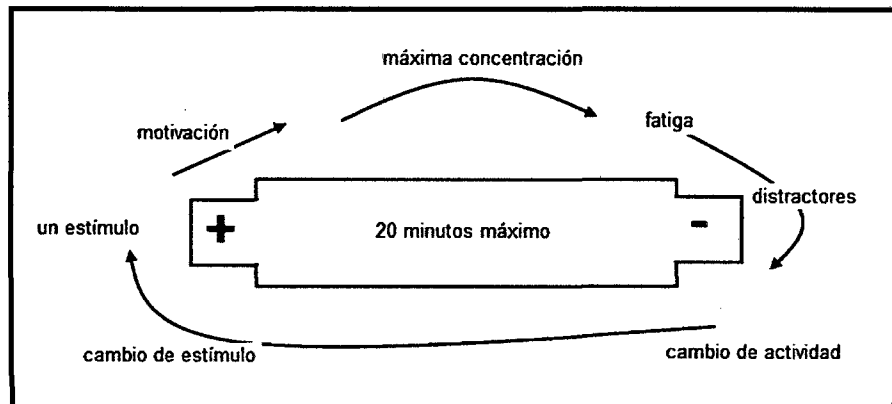 máxima concentración
motivación
fatiga
distractores
un estímulo
+
20 minutos máximo
-
cambio de estímulo
cambio de actividad